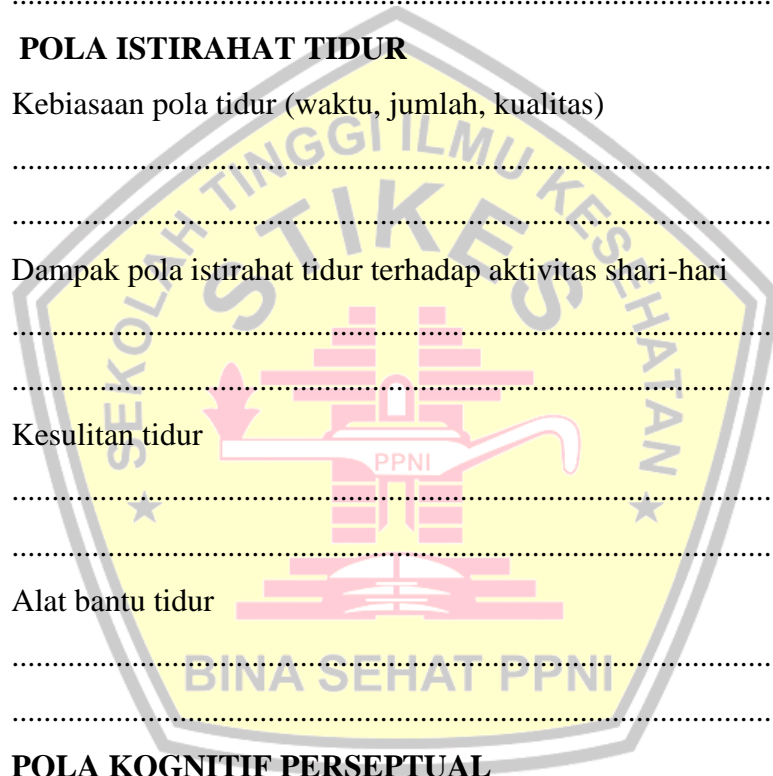 ................................................................................................
POLA ISTIRAHAT TIDUR
Kebiasaan pola tidur (waktu, jumlah, kualitas)
................................................................................................
................................................................................................
Dampak pola istirahat tidur terhadap aktivitas shari-hari
................................................................................................
................................................................................................
Kesulitan tidur
................................................................................................
................................................................................................
Alat bantu tidur
................................................................................................
................................................................................................
POLA KOGNITIF PERSEPTUAL
SEKOLAH TINGGI ILMU KESEHATAN
STIKES
PPNI
BINA SEHAT PPNI